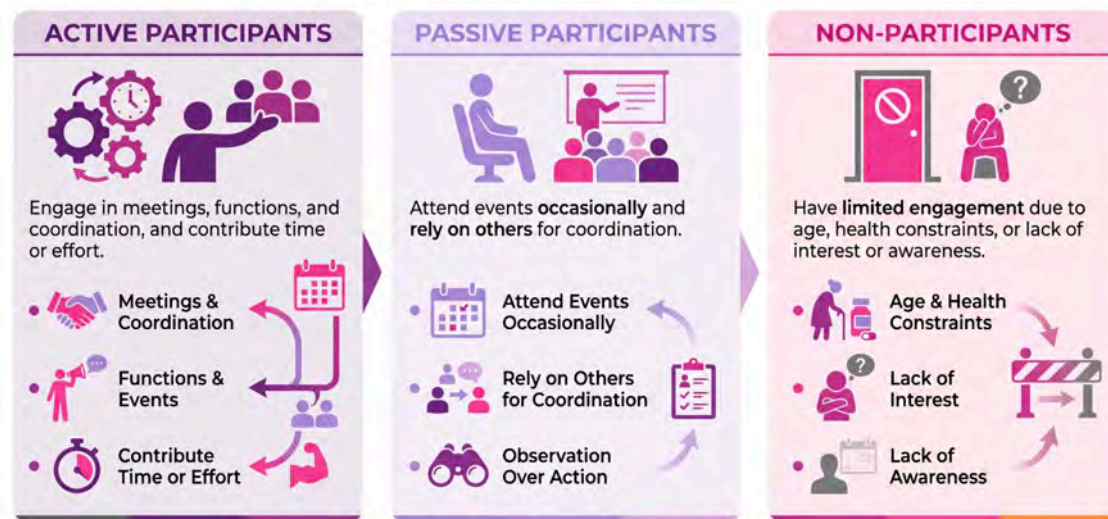 ACTIVE PARTICIPANTS
Engage in meetings, functions, and
coordination, and contribute time
or effort.
Meetings &
Coordination
Functions &
Events
Contribute
Time or Effort
PASSIVE PARTICIPANTS
Attend events occasionally and
rely on others for coordination.
Attend Events
Occasionally
Rely on Others
for Coordination
Observation
Over Action
NON-PARTICIPANTS
?
Have limited engagement due to
age, health constraints, or lack of
interest or awareness.
Age & Health
Constraints
?
Lack of
Interest
Lack of
Awareness